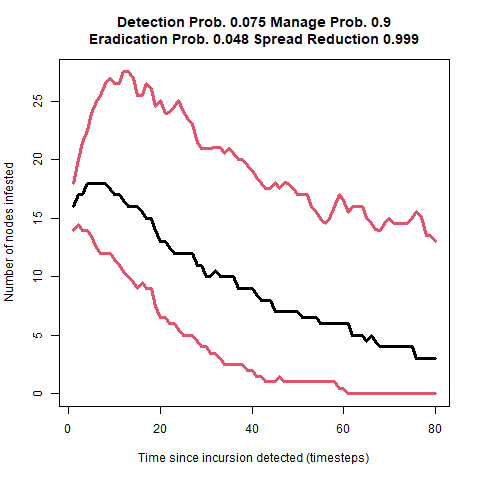 Detection Prob. 0.075 Manage Prob. 0.9
Eradication Prob. 0.048 Spread Reduction 0.999
Number of nodes infested
25
20
15
10
5
0
0 20 40 60 80
Time since incursion detected (timesteps)